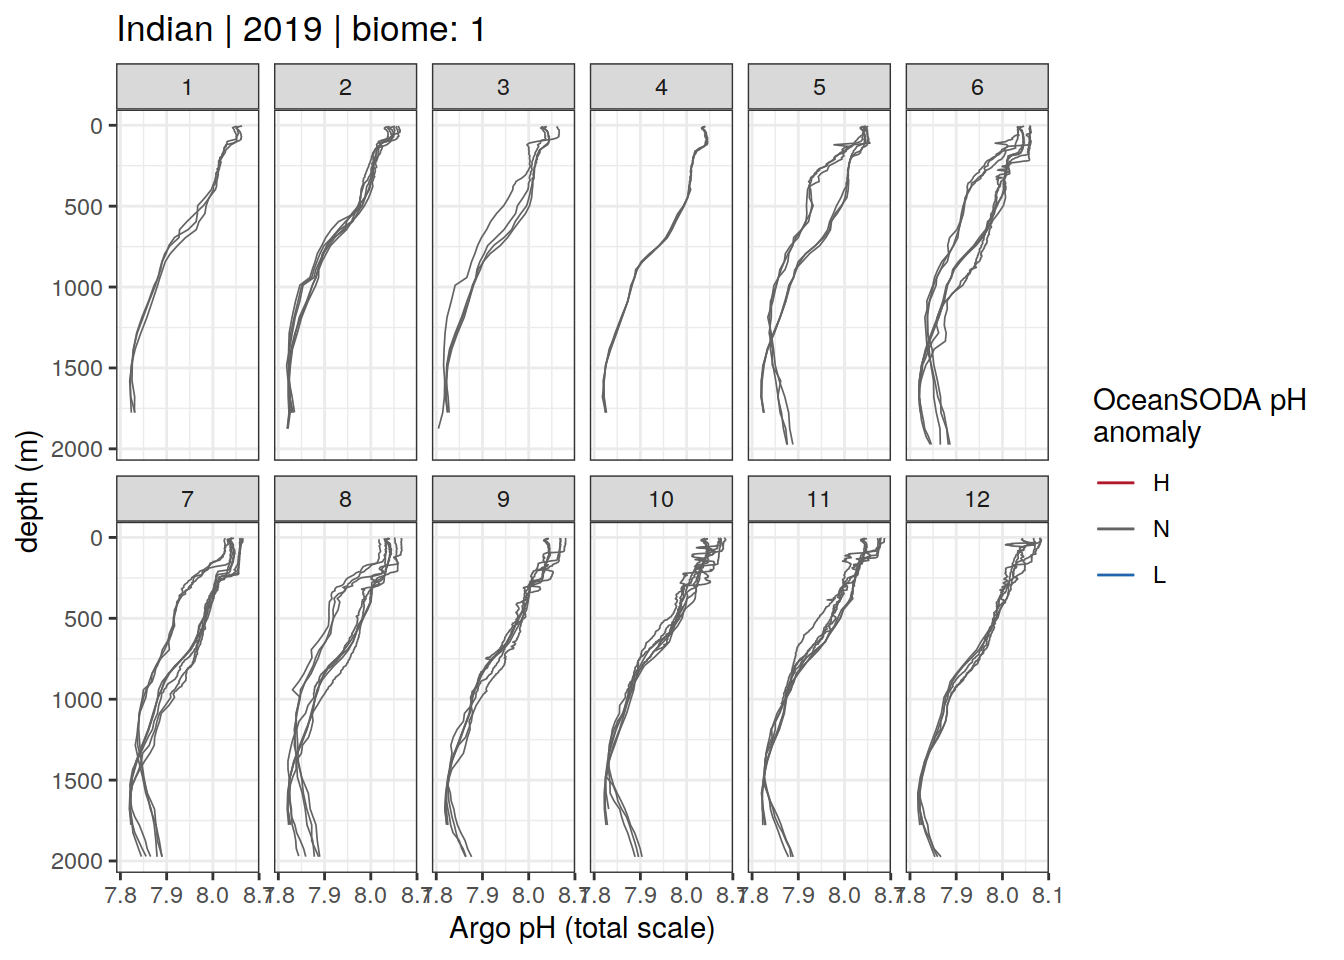 Indian | 2019 | biome: 1
1 2 3 4 5 6
0
500
1000
1500
2000
7 8 9 10 11 12
0
500
1000
1500
2000
7.8 7.9 8.0 8.1 7.8 7.9 8.0 8.1 7.8 7.9 8.0 8.1 7.8 7.9 8.0 8.1 7.8 7.9 8.0 8.1 7.8 7.9 8.0 8.1
Argo pH (total scale)
depth (m)
OceanSODA pH
anomaly
H
N
L